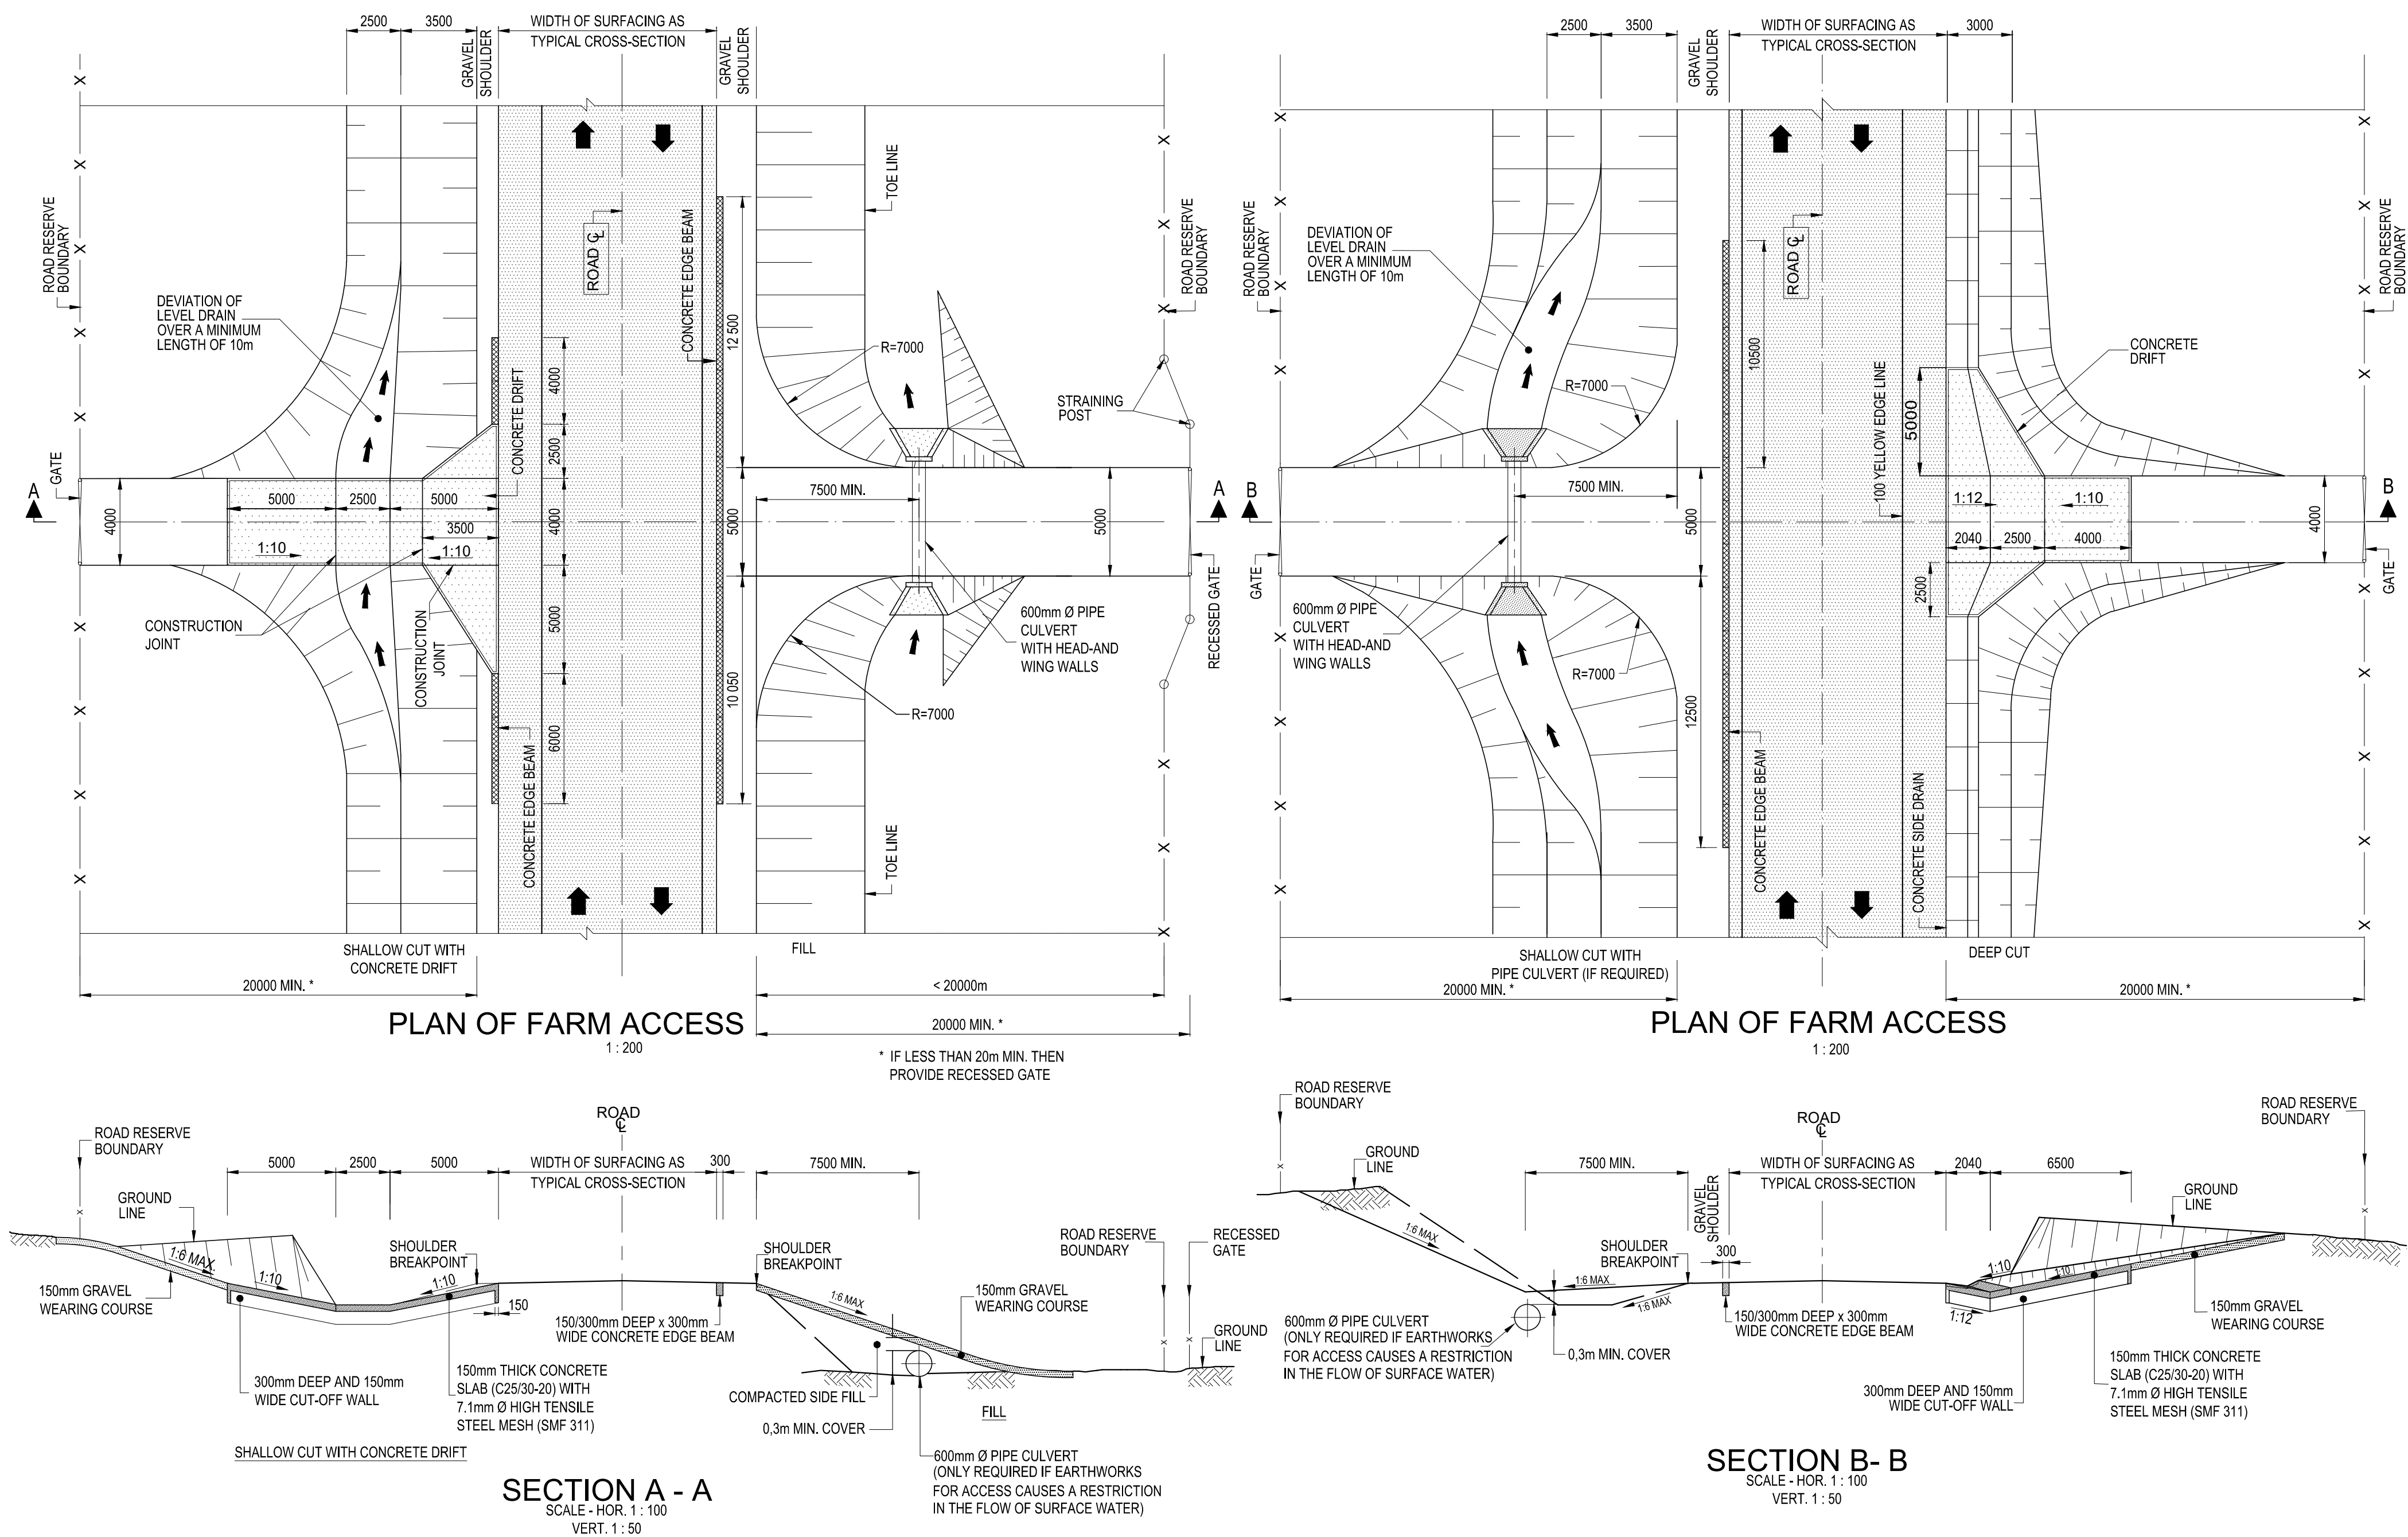 2500
3500
WIDTH OF SURFACING AS
TYPICAL CROSS-SECTION
GRAVEL
SHOULDER
GRAVEL
SHOULDER
X
ROAD RESERVE
BOUNDARY
DEVIATION OF
LEVEL DRAIN
OVER A MINIMUM
LENGTH OF 10m
ROAD CL
CONCRETE EDGE BEAM
TOE LINE
12 500
R=7000
ROAD RESERVE
BOUNDARY
STRAINING
POST
4000
CONCRETE DRIFT
2500
GATE
A
4000
5000
2500
5000
3500
1:10
1:10
4000
5000
7500 MIN.
5000
A
CONSTRUCTION
JOINT
CONSTRUCTION
JOINT
5000
6000
10 050
600mm Ø PIPE
CULVERT
WITH HEAD-AND
WING WALLS
RECESSED GATE
R=7000
CONCRETE EDGE BEAM
TOE LINE
SHALLOW CUT WITH
CONCRETE DRIFT
FILL
20000 MIN. *
< 20000m
20000 MIN. *
PLAN OF FARM ACCESS
1 : 200
* IF LESS THAN 20m MIN. THEN
PROVIDE RECESSED GATE
2500
3500
GRAVEL
SHOULDER
WIDTH OF SURFACING AS
TYPICAL CROSS-SECTION
3000
ROAD RESERVE
BOUNDARY
DEVIATION OF
LEVEL DRAIN
OVER A MINIMUM
LENGTH OF 10m
ROAD CL
ROAD RESERVE
BOUNDARY
10500
R=7000
CONCRETE
DRIFT
5000
100 YELLOW EDGE LINE
B
GATE
7500 MIN.
5000
1:12
1:10
2040
2500
4000
4000
B
GATE
2500
600mm Ø PIPE
CULVERT
WITH HEAD-AND
WING WALLS
R=7000
12500
CONCRETE EDGE BEAM
CONCRETE SIDE DRAIN
SHALLOW CUT WITH
PIPE CULVERT (IF REQUIRED)
DEEP CUT
20000 MIN. *
20000 MIN. *
PLAN OF FARM ACCESS
1 : 200
ROAD RESERVE
BOUNDARY
5000
2500
5000
ROAD
CL
WIDTH OF SURFACING AS
TYPICAL CROSS-SECTION
300
7500 MIN.
GROUND
LINE
1:6 MAX.
1:10
SHOULDER
BREAKPOINT
1:10
150mm GRAVEL
WEARING COURSE
150
150/300mm DEEP x 300mm
WIDE CONCRETE EDGE BEAM
SHOULDER
BREAKPOINT
1:6 MAX
150mm GRAVEL
WEARING COURSE
ROAD RESERVE
BOUNDARY
RECESSED
GATE
GROUND
LINE
300mm DEEP AND 150mm
WIDE CUT-OFF WALL
150mm THICK CONCRETE
SLAB (C25/30-20) WITH
7.1mm Ø HIGH TENSILE
STEEL MESH (SMF 311)
COMPACTED SIDE FILL
0,3m MIN. COVER
FILL
600mm Ø PIPE CULVERT
(ONLY REQUIRED IF EARTHWORKS
FOR ACCESS CAUSES A RESTRICTION
IN THE FLOW OF SURFACE WATER)
SHALLOW CUT WITH CONCRETE DRIFT
SECTION A - A
SCALE - HOR. 1 : 100
VERT. 1 : 50
ROAD RESERVE
BOUNDARY
GROUND
LINE
7500 MIN.
GRAVEL
SHOULDER
ROAD
CL
WIDTH OF SURFACING AS
TYPICAL CROSS-SECTION
2040
6500
ROAD RESERVE
BOUNDARY
GROUND
LINE
1:6 MAX
SHOULDER
BREAKPOINT
300
1:6 MAX
1:6 MAX
1:10
1:10
1:12
600mm Ø PIPE CULVERT
(ONLY REQUIRED IF EARTHWORKS
FOR ACCESS CAUSES A RESTRICTION
IN THE FLOW OF SURFACE WATER)
0,3m MIN. COVER
150/300mm DEEP x 300mm
WIDE CONCRETE EDGE BEAM
150mm GRAVEL
WEARING COURSE
300mm DEEP AND 150mm
WIDE CUT-OFF WALL
150mm THICK CONCRETE
SLAB (C25/30-20) WITH
7.1mm Ø HIGH TENSILE
STEEL MESH (SMF 311)
SECTION B- B
SCALE - HOR. 1 : 100
VERT. 1 : 50